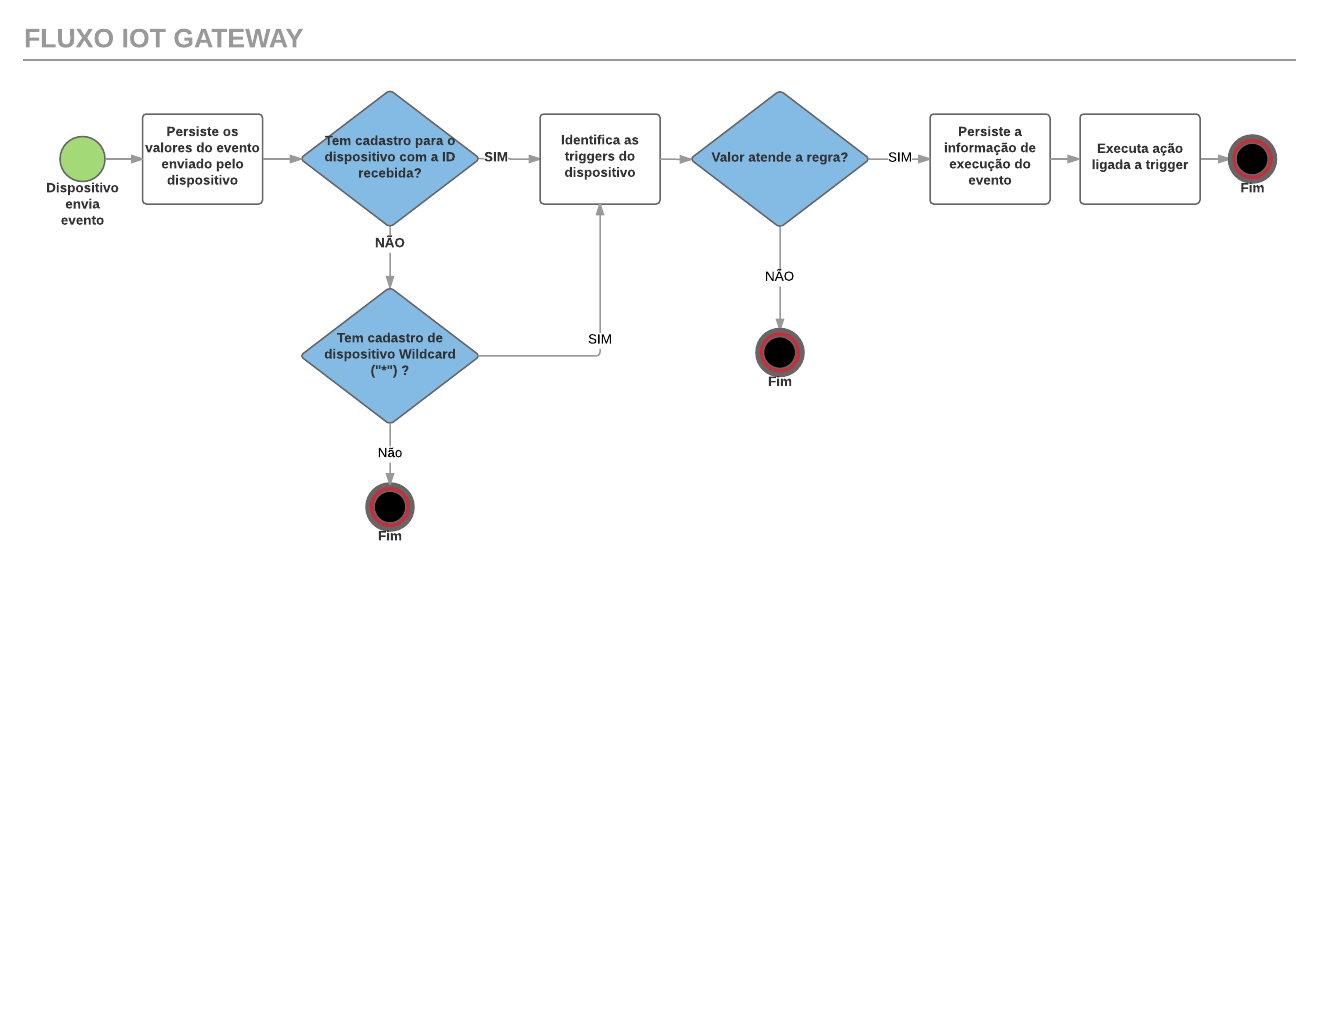 FLUXO IOT GATEWAY
Dispositivo
envia
evento
Persiste os
valores do evento
enviado pelo
dispositivo
Tem cadastro para o
dispositivo com a ID
recebida?
SIM
NÃO
Tem cadastro de
dispositivo Wildcard
("*") ?
SIM
Não
Fim
Identifica as
triggers do
dispositivo
Valor atende a regra?
NÃO
Fim
SIM
Persiste a
informação de
execução do
evento
Executa ação
ligada a trigger
Fim